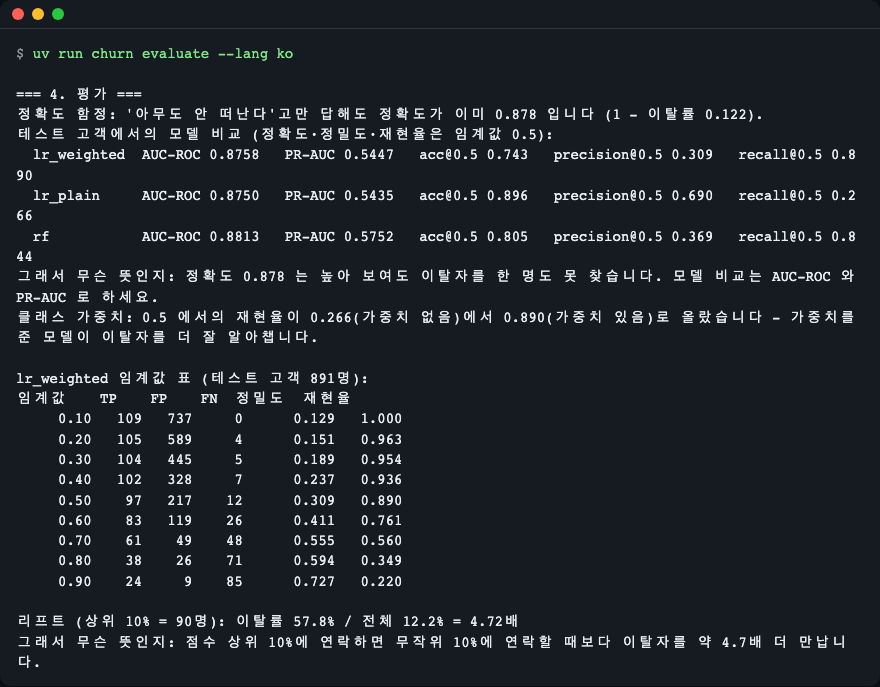 $ uv run churn evaluate --lang ko
=== 4. 평가 ===
정확도 함정: '아무도 안 떠난다'고만 답해도 정확도가 이미 0.878 입니다 (1 - 이탈률 0.122).
테스트 고객에서의 모델 비교 (정확도·정밀도·재현율은 임계값 0.5):
lr_weighted  AUC-ROC 0.8758   PR-AUC 0.5447   acc@0.5 0.743   precision@0.5 0.309   recall@0.5 0.8
90
lr_plain     AUC-ROC 0.8750   PR-AUC 0.5435   acc@0.5 0.896   precision@0.5 0.690   recall@0.5 0.2
66
rf           AUC-ROC 0.8813   PR-AUC 0.5752   acc@0.5 0.805   precision@0.5 0.369   recall@0.5 0.8
44
그래서 무슨 뜻인지: 정확도 0.878 는 높아 보여도 이탈자를 한 명도 못 찾습니다. 모델 비교는 AUC-ROC 와
PR-AUC 로 하세요.
클래스 가중치: 0.5 에서의 재현율이 0.266(가중치 없음)에서 0.890(가중치 있음)로 올랐습니다 - 가중치를
준 모델이 이탈자를 더 잘 알아챕니다.
lr_weighted 임계값 표 (테스트 고객 891명):
임계값    TP    FP    FN  정밀도  재현율
0.10   109   737     0      0.129   1.000
0.20   105   589     4      0.151   0.963
0.30   104   445     5      0.189   0.954
0.40   102   328     7      0.237   0.936
0.50    97   217    12      0.309   0.890
0.60    83   119    26      0.411   0.761
0.70    61    49    48      0.555   0.560
0.80    38    26    71      0.594   0.349
0.90    24     9    85      0.727   0.220
리프트 (상위 10% = 90명): 이탈률 57.8% / 전체 12.2% = 4.72배
그래서 무슨 뜻인지: 점수 상위 10%에 연락하면 무작위 10%에 연락할 때보다 이탈자를 약 4.7배 더 만납니
다.